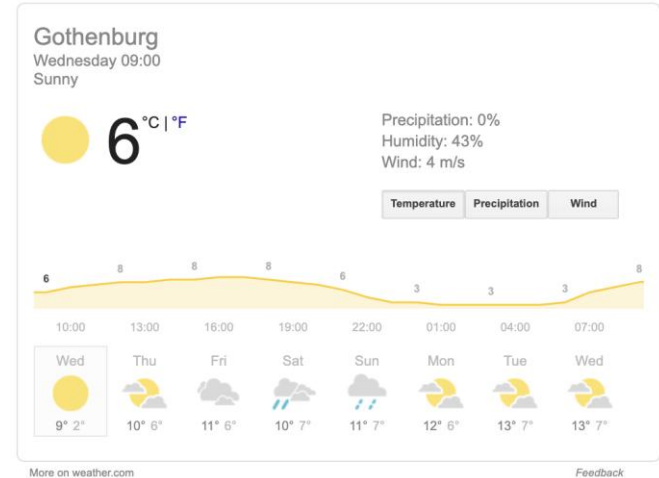 Gothenburg
Wednesday 09:00
Sunny
6 °C | °F
Precipitation: 0%
Humidity: 43%
Wind: 4 m/s
Temperature Precipitation Wind
6 8 8 8 6 3 3 3 8
10:00 13:00 16:00 19:00 22:00 01:00 04:00 07:00
Wed Thu Fri Sat Sun Mon Tue Wed
9° 2° 10° 6° 11° 6° 10° 7° 11° 7° 12° 6° 13° 7° 13° 7°
More on weather.com Feedback